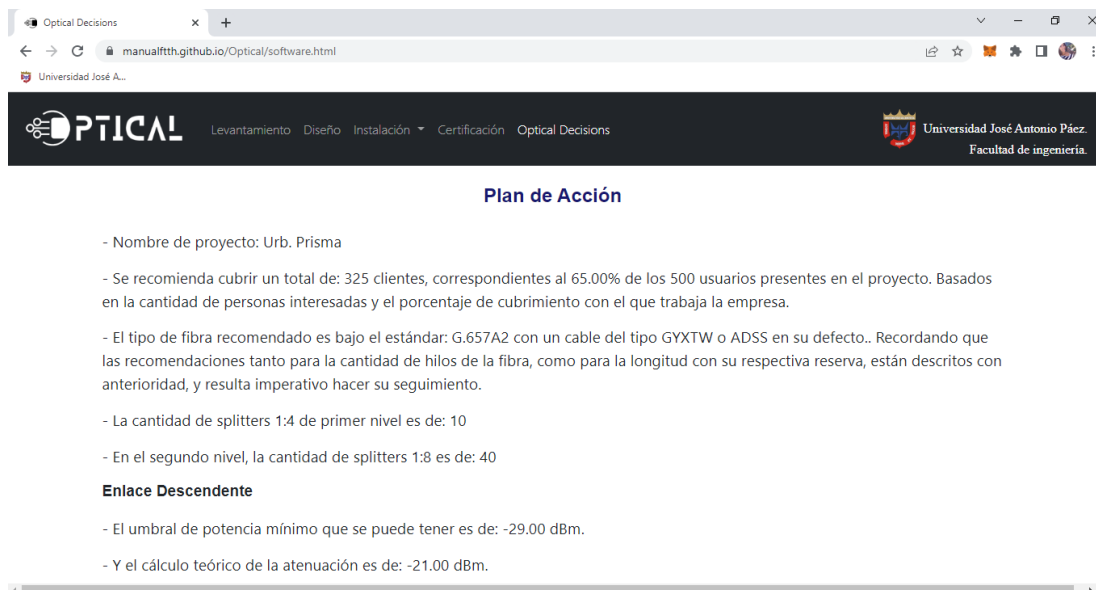 Optical Decisions
manualftth.github.io/Optical/software.html
Universidad José A...
OPTICAL
Levantamiento Diseño Instalación Certificación Optical Decisions
Universidad José Antonio Páez.
Facultad de ingeniería.
Plan de Acción
- Nombre de proyecto: Urb. Prisma
- Se recomienda cubrir un total de: 325 clientes, correspondientes al 65.00% de los 500 usuarios presentes en el proyecto. Basados
en la cantidad de personas interesadas y el porcentaje de cubrimiento con el que trabaja la empresa.
- El tipo de fibra recomendado es bajo el estándar: G.657A2 con un cable del tipo GYXTW o ADSS en su defecto.. Recordando que
las recomendaciones tanto para la cantidad de hilos de la fibra, como para la longitud con su respectiva reserva, están descritos con
anterioridad, y resulta imperativo hacer su seguimiento.
- La cantidad de splitters 1:4 de primer nivel es de: 10
- En el segundo nivel, la cantidad de splitters 1:8 es de: 40
Enlace Descendente
- El umbral de potencia mínimo que se puede tener es de: -29.00 dBm.
- Y el cálculo teórico de la atenuación es de: -21.00 dBm.